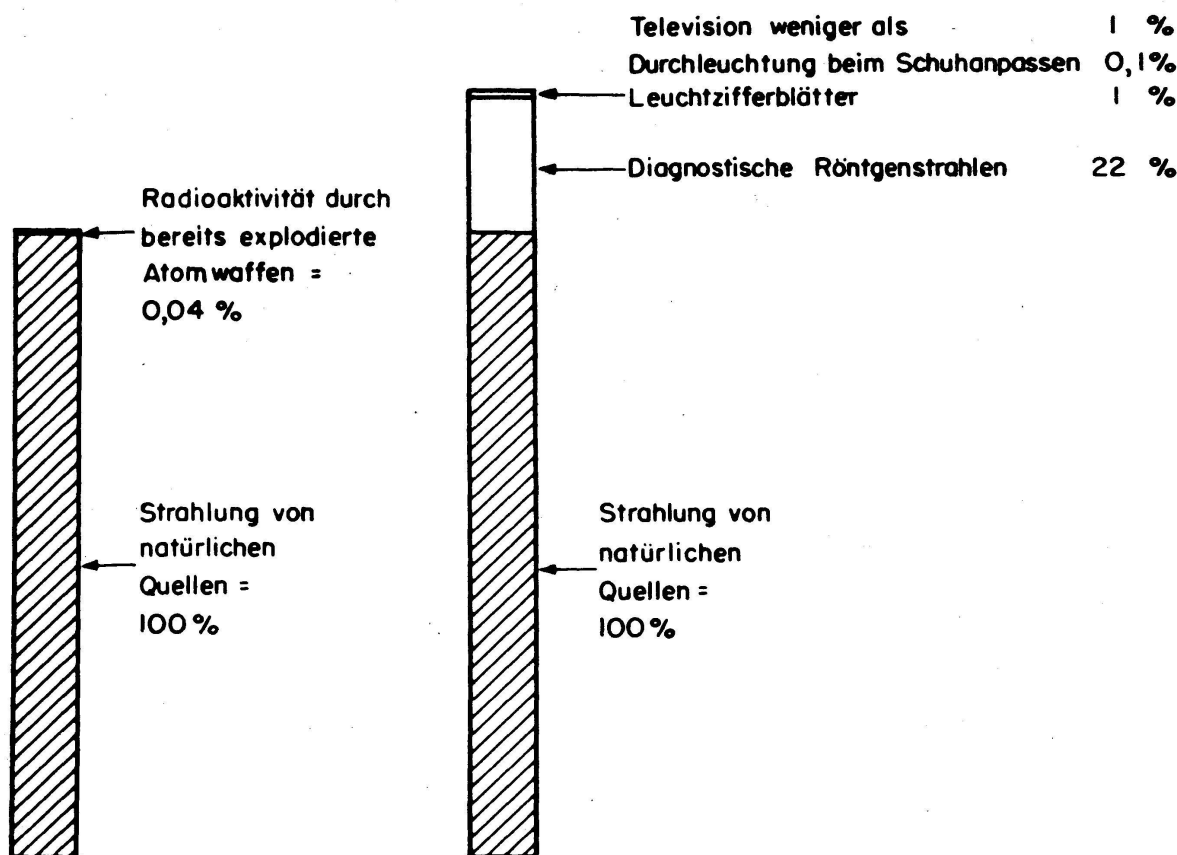 Television weniger als 1 %
Durchleuchtung beim Schuhanpassen 0,1%
Leuchtzifferblätter 1 %
Diagnostische Röntgenstrahlen 22 %
Radioaktivität durch
bereits explodierte
Atomwaffen =
0,04 %
Strahlung von
natürlichen
Quellen =
100 %
Strahlung von
natürlichen
Quellen =
100 %